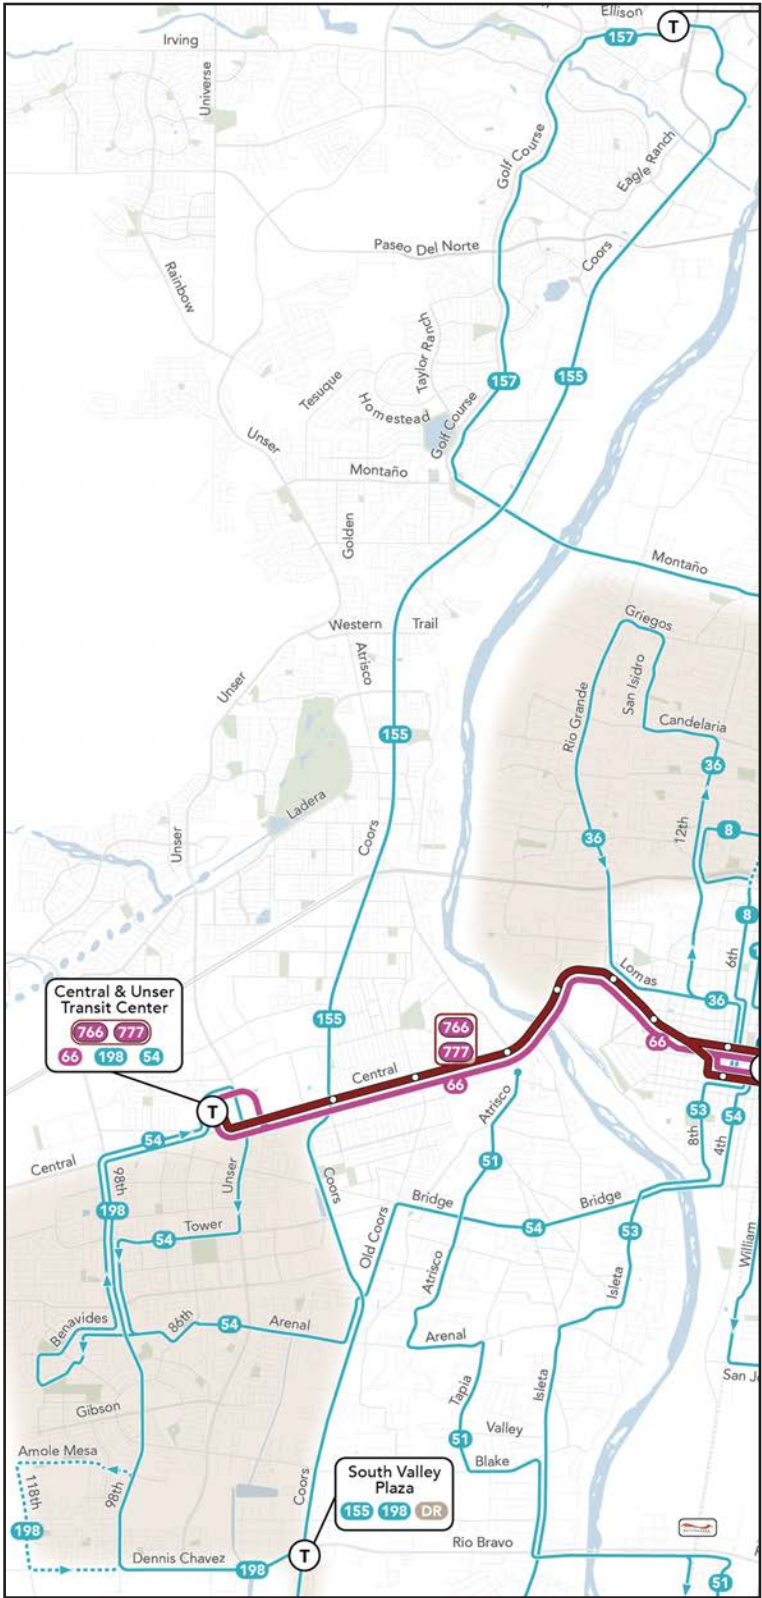 Ellison
T
157
Irving
Universe
Golf Course
Eagle Ranch
Paseo Del Norte
Coors
Rainbow
Taylor Ranch
157
155
Tesuque
Homestead
Golf Course
Unser
Montaño
Golden
Montaño
Western Trail
Griegos
Atrisco
San Isidro
Unser
Rio Grande
Candelaria
155
36
Ladera
12th
8
Coors
36
Unser
8
6th
Lomas
Central & Unser
Transit Center
766 777
66 198 54
36
155
766
777
66
Central
66
T
Atrisco
53
54
8th
4th
54
Central
98th
Unser
51
Coors
198
Bridge
Bridge
Old Coors
Tower
54
54
53
William
Atrisco
Isleta
Benavides
86th
54
Arenal
Arenal
San J
Tapia
Isleta
Gibson
Valley
51
Amole Mesa
Blake
118th
98th
Coors
South Valley
Plaza
155 198 DR
198
Rio Bravo
Dennis Chavez
198
T
51